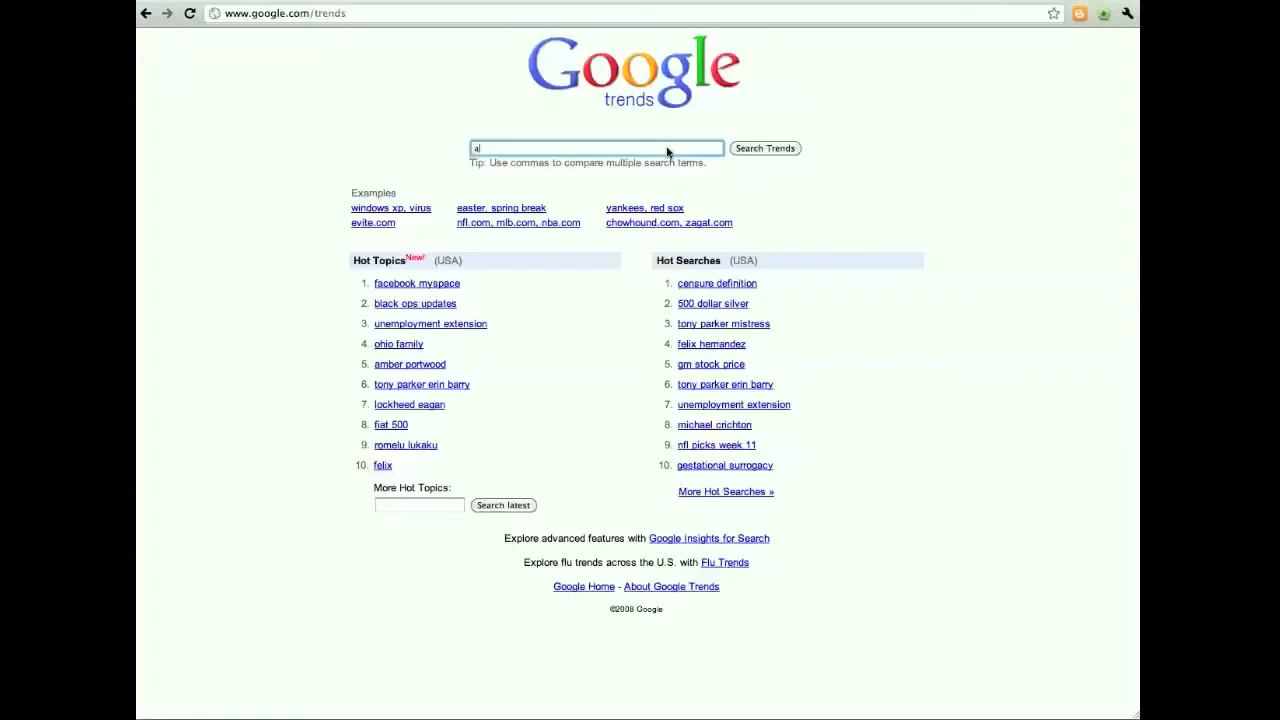 www.google.com/trends
Google
trends
a
Search Trends
Tip: Use commas to compare multiple search terms.
Examples
windows xp, virus easter, spring break yankees, red sox
evite.com nfl.com, mlb.com, nba.com chowhound.com, zagat.com
Hot Topics New! (USA)
1. facebook myspace
2. black ops updates
3. unemployment extension
4. ohio family
5. amber portwood
6. tony parker erin barry
7. lockheed eagan
8. fiat 500
9. romelu lukaku
10. felix
More Hot Topics:
Search latest
Hot Searches (USA)
1. censure definition
2. 500 dollar silver
3. tony parker mistress
4. felix hernandez
5. gm stock price
6. tony parker erin barry
7. unemployment extension
8. michael crichton
9. nfl picks week 11
10. gestational surrogacy
More Hot Searches »
Explore advanced features with Google Insights for Search
Explore flu trends across the U.S. with Flu Trends
Google Home - About Google Trends
©2008 Google